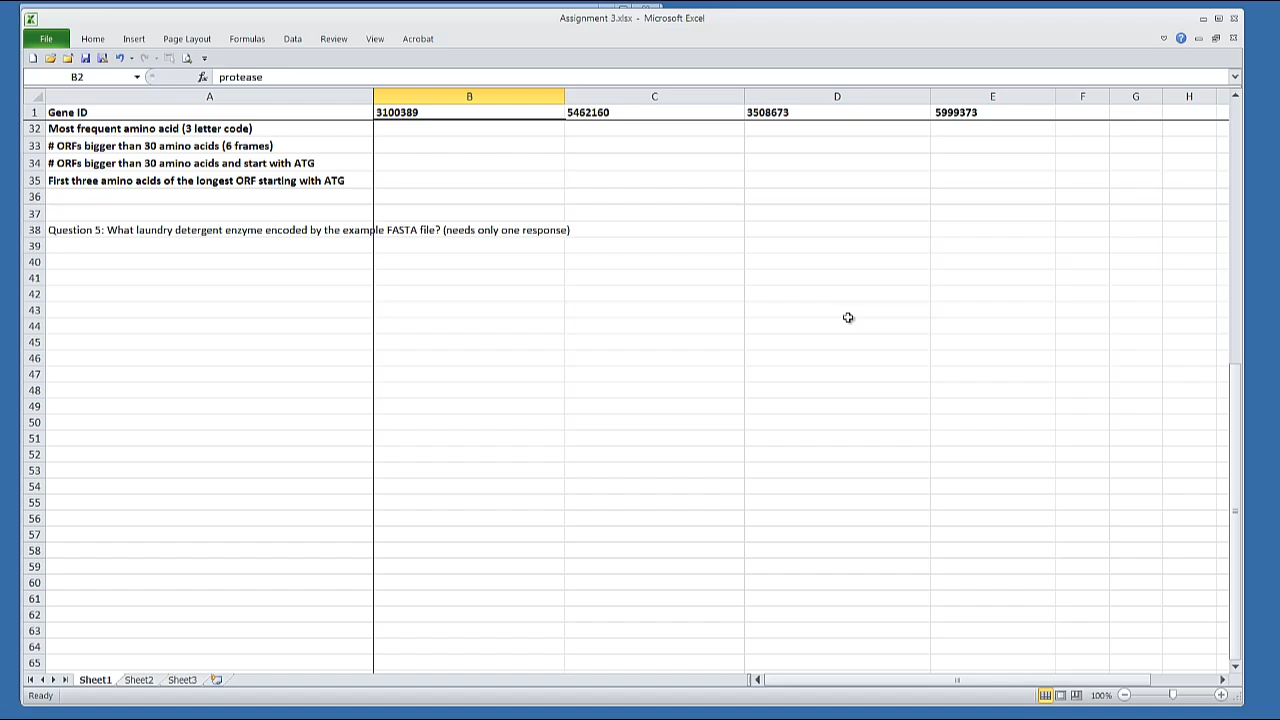 Assignment 3.xlsx - Microsoft Excel
File Home Insert Page Layout Formulas Data Review View Acrobat
B2 fx protease
A B C D E F G H
1 Gene ID 3100389 5462160 3508673 5999373
32 Most frequent amino acid (3 letter code)
33 # ORFs bigger than 30 amino acids (6 frames)
34 # ORFs bigger than 30 amino acids and start with ATG
35 First three amino acids of the longest ORF starting with ATG
36
37
38 Question 5: What laundry detergent enzyme encoded by the example FASTA file? (needs only one response)
39
40
41
42
43
44
45
46
47
48
49
50
51
52
53
54
55
56
57
58
59
60
61
62
63
64
65
Sheet1 Sheet2 Sheet3
Ready 100%